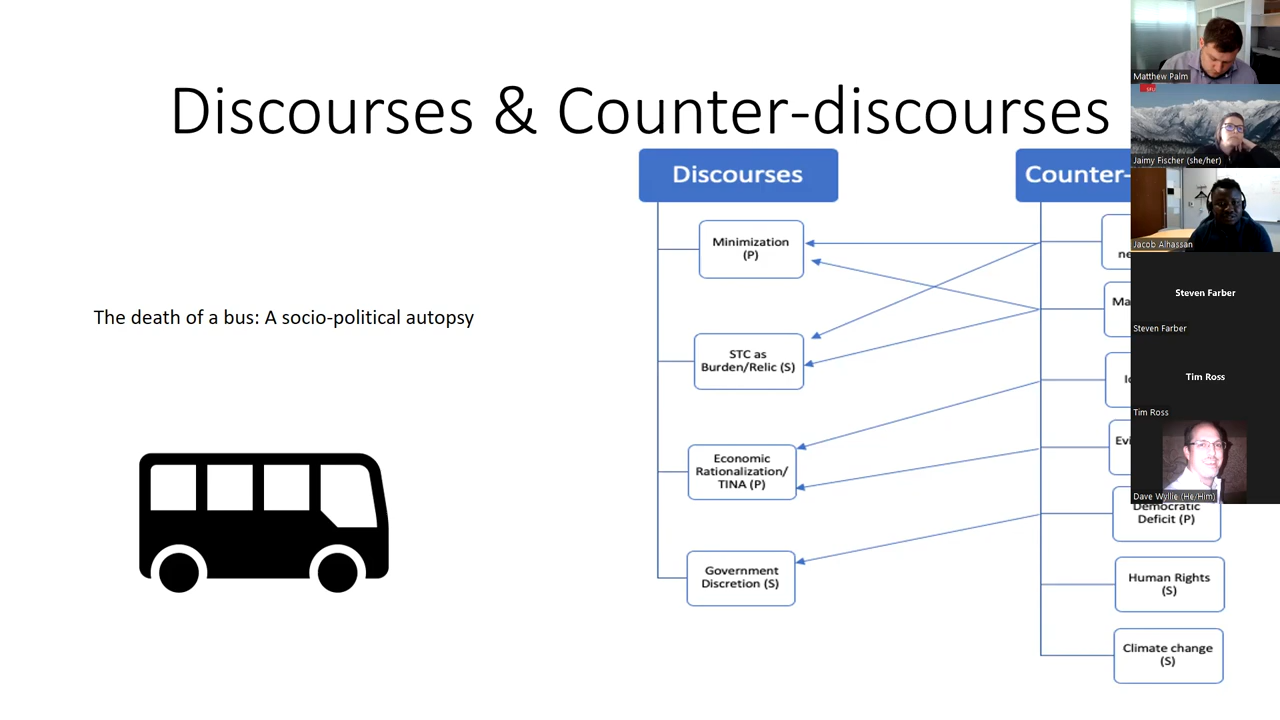 Discourses & Counter-discourses
Discourses
Counter-
Minimization
(P)
STC as
Burden/Relic (S)
Economic
Rationalization/
TINA (P)
Government
Discretion (S)
Democratic
Deficit (P)
Human Rights
(S)
Climate change
(S)
The death of a bus: A socio-political autopsy
Matthew Palm
SFU
Jaimy Fischer (she/her)
Jacob Alhassan
Steven Farber
Steven Farber
Tim Ross
Tim Ross
Dave Wyllie (He/Him)